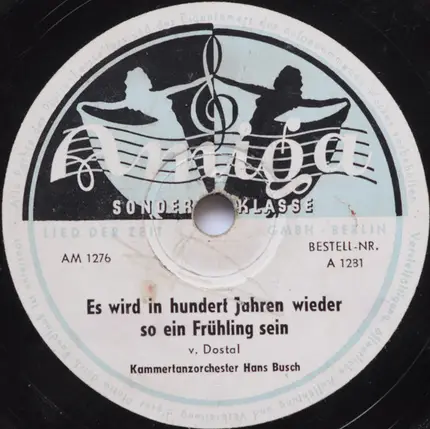 Amiga
SONDER KLASSE
LIED DER ZEIT GMBH - BERLIN
AM 1276
BESTELL-NR.
A 1231
Es wird in hundert Jahren wieder
so ein Frühling sein
v. Dostal
Kammertanzorchester Hans Busch